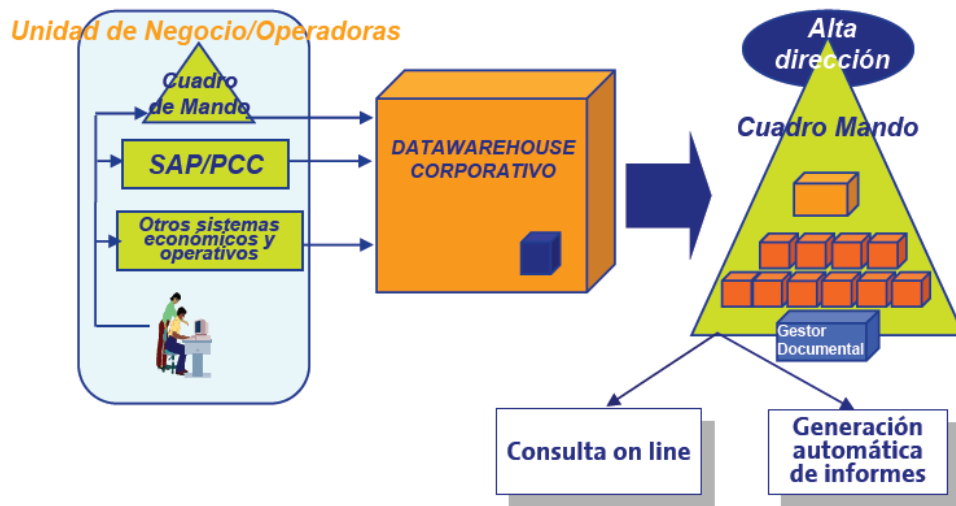 Unidad de Negocio/Operadoras
Cuadro
de Mando
SAP/PCC
Otros sistemas
económicos y
operativos
DATAWAREHOUSE
CORPORATIVO
Alta
dirección
Cuadro Mando
Gestor
Documental
Consulta on line
Generación
automática
de informes